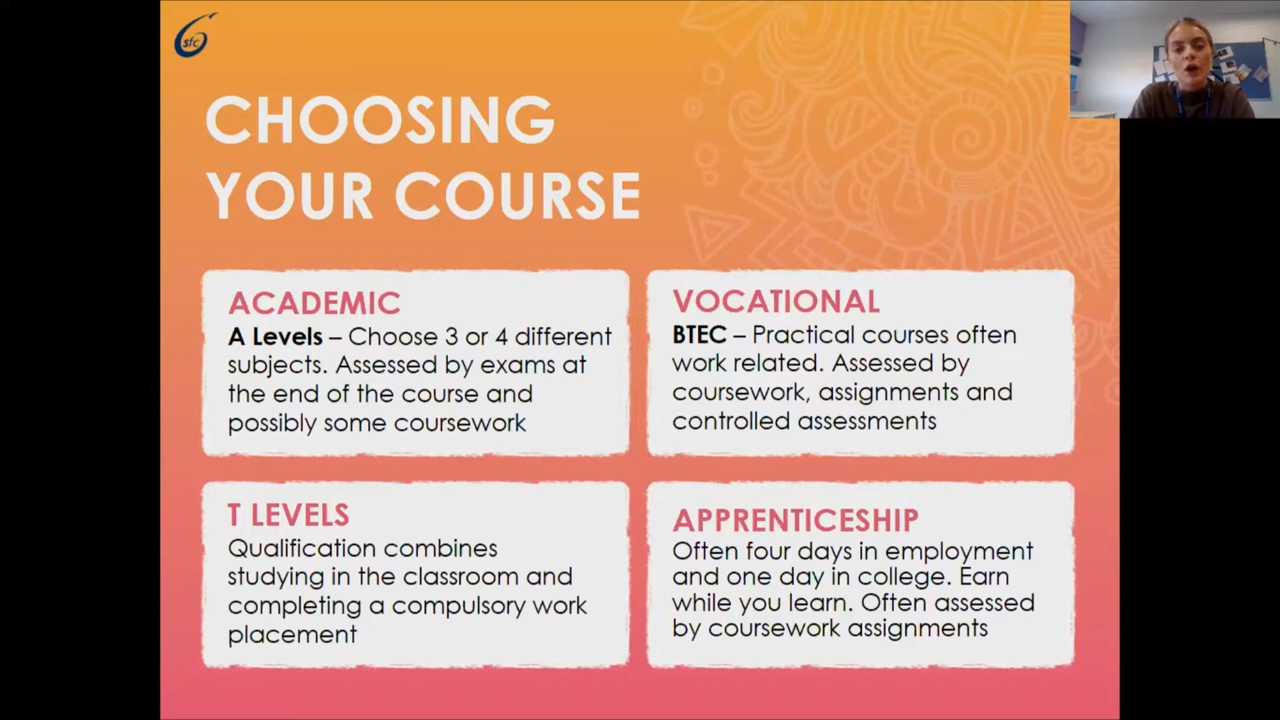 sfc
CHOOSING
YOUR COURSE
ACADEMIC
A Levels – Choose 3 or 4 different
subjects. Assessed by exams at
the end of the course and
possibly some coursework
VOCATIONAL
BTEC – Practical courses often
work related. Assessed by
coursework, assignments and
controlled assessments
T LEVELS
Qualification combines
studying in the classroom and
completing a compulsory work
placement
APPRENTICESHIP
Often four days in employment
and one day in college. Earn
while you learn. Often assessed
by coursework assignments